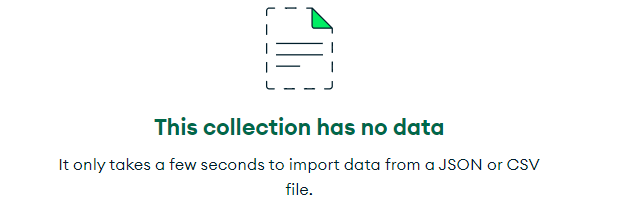 This collection has no data
It only takes a few seconds to import data from a JSON or CSV
file.